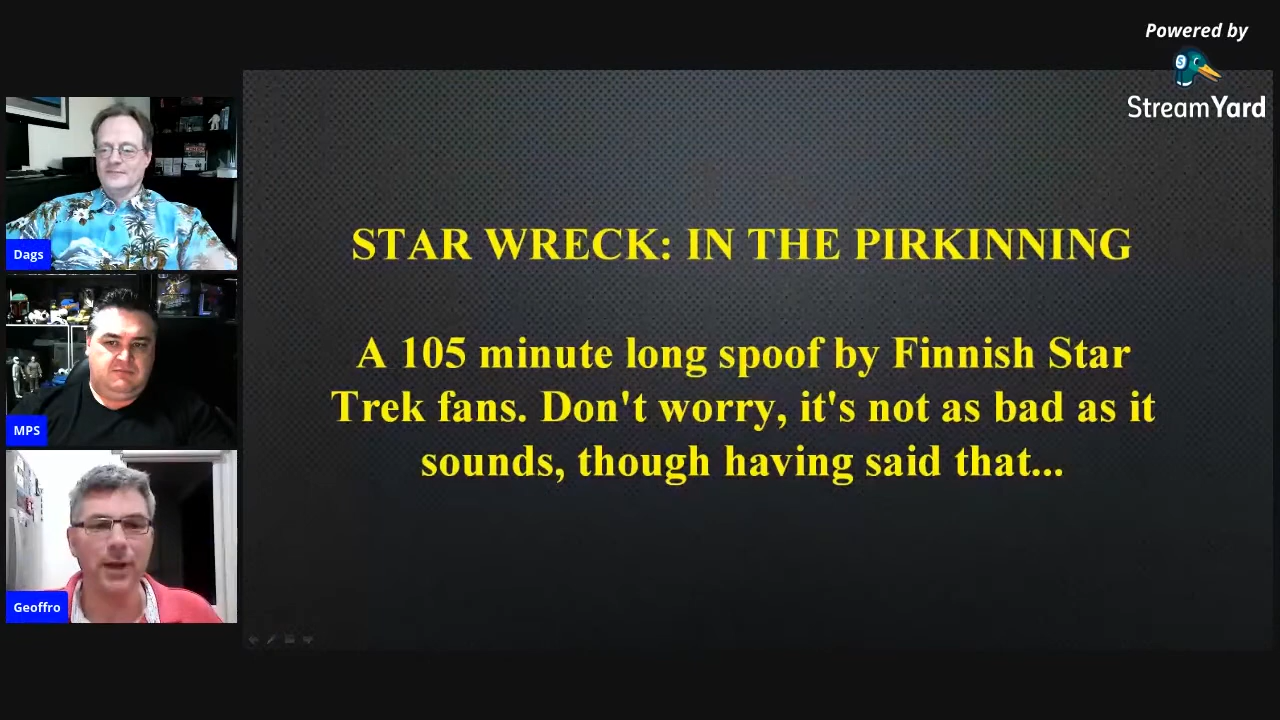 Powered by
StreamYard
Dags
MPS
Geoffro
STAR WRECK: IN THE PIRKINNING
A 105 minute long spoof by Finnish Star
Trek fans. Don't worry, it's not as bad as it
sounds, though having said that...